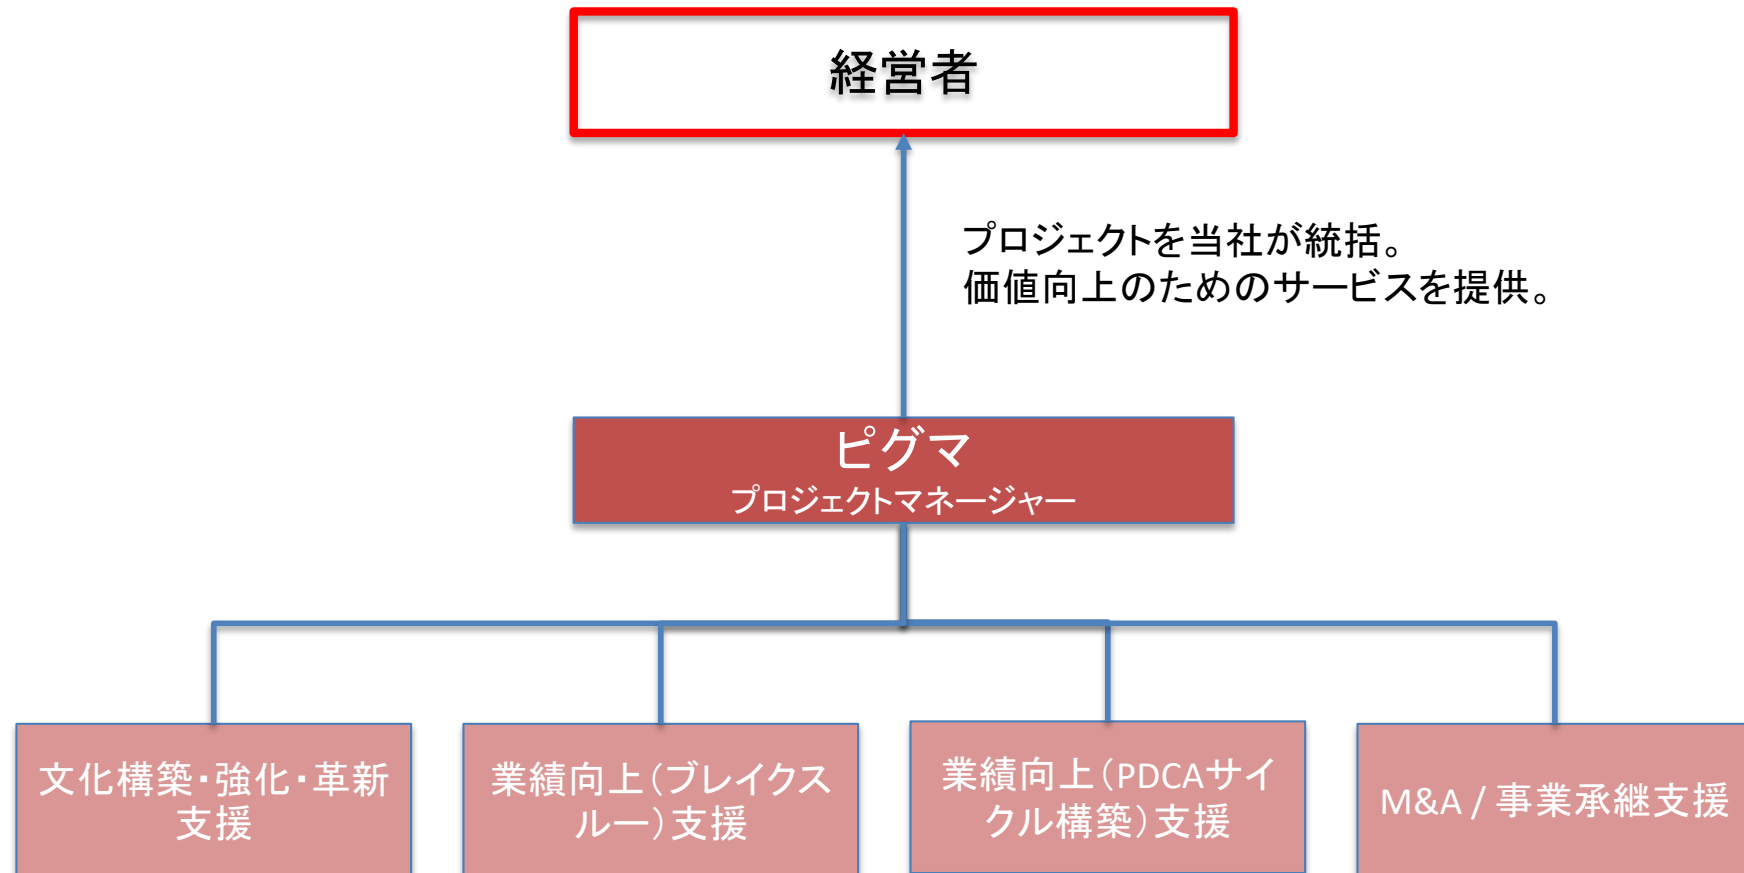 経営者
プロジェクトを当社が統括。
価値向上のためのサービスを提供。
ピグマ
プロジェクトマネージャー
文化構築・強化・革新
支援
業績向上（ブレイクス
ルー）支援
業績向上（PDCAサイ
クル構築）支援
M&A / 事業承継支援